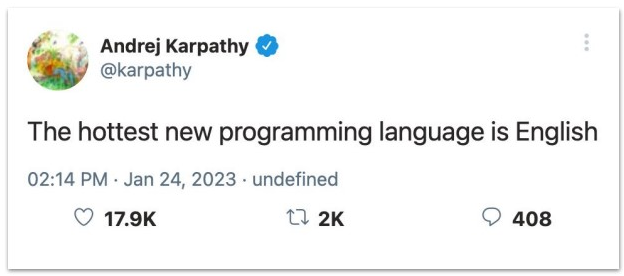 Andrej Karpathy
@karpathy
The hottest new programming language is English
02:14 PM · Jan 24, 2023 · undefined
17.9K 2K 408